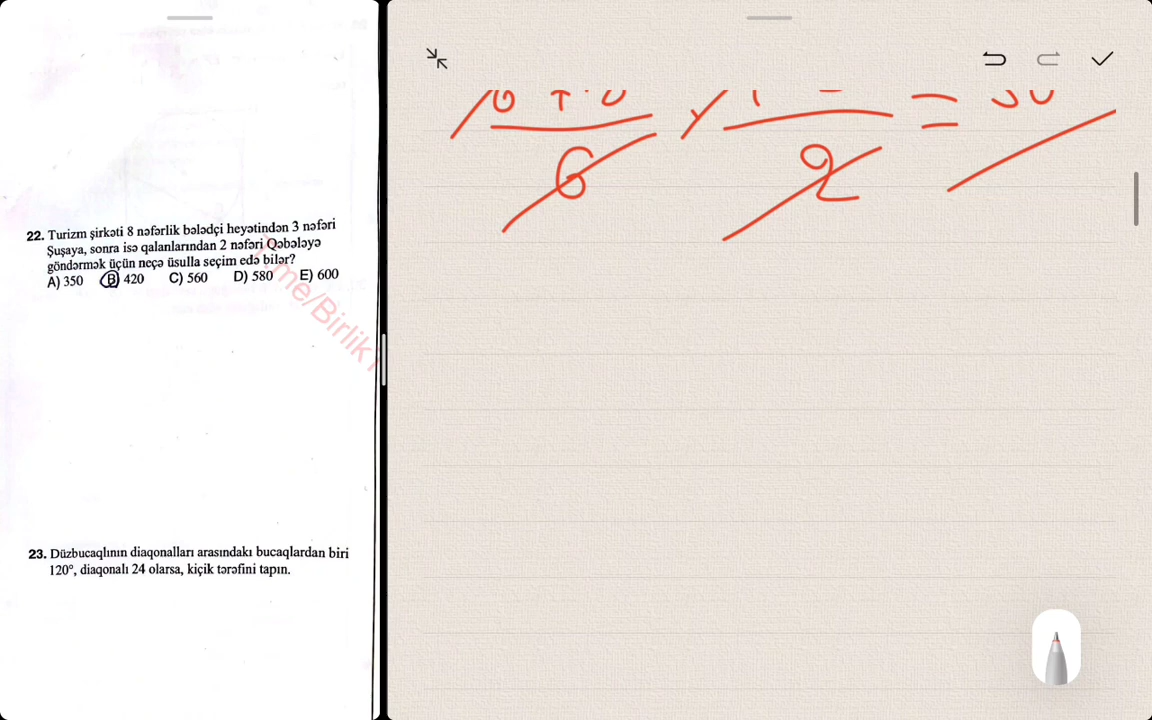 22. Turizm şirkəti 8 nəfərlik bələdçi heyətindən 3 nəfəri
Şuşaya, sonra isə qalanlarından 2 nəfəri Qəbələyə
göndərmək üçün neçə üsulla seçim edə bilər?
A) 350 B) 420 C) 560 D) 580 E) 600
23. Düzbucaqlının diaqonalları arasındakı bucaqlardan biri
120°, diaqonalı 24 olarsa, kiçik tərəfini tapın.
6 2
=